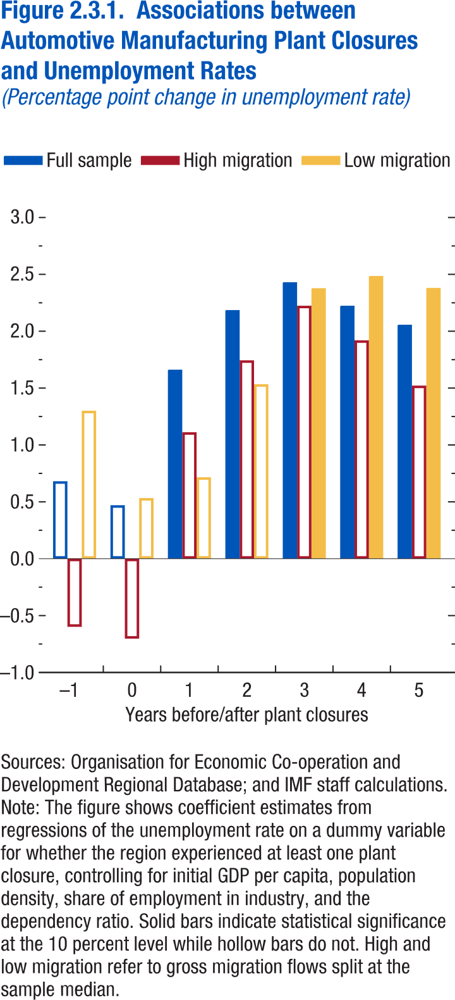 Figure 2.3.1.  Associations between
Automotive Manufacturing Plant Closures
and Unemployment Rates
(Percentage point change in unemployment rate)
Full sample High migration Low migration
3.0
2.5
2.0
1.5
1.0
0.5
0.0
–0.5
–1.0
–1 0 1 2 3 4 5
Years before/after plant closures
Sources: Organisation for Economic Co-operation and
Development Regional Database; and IMF staff calculations.
Note: The figure shows coefficient estimates from
regressions of the unemployment rate on a dummy variable
for whether the region experienced at least one plant
closure, controlling for initial GDP per capita, population
density, share of employment in industry, and the
dependency ratio. Solid bars indicate statistical significance
at the 10 percent level while hollow bars do not. High and
low migration refer to gross migration flows split at the
sample median.